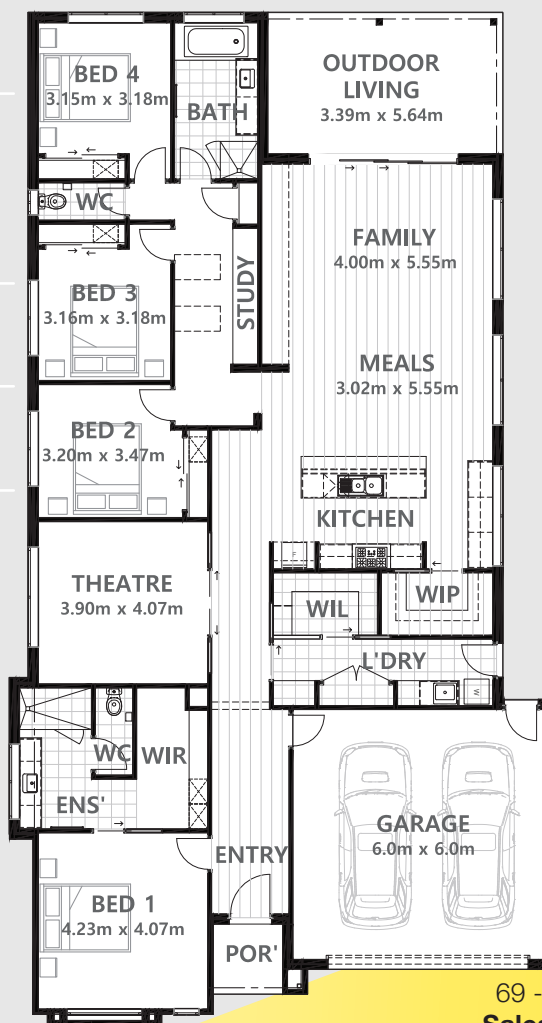 BED 4
3.15m x 3.18m
BATH
OUTDOOR
LIVING
3.39m x 5.64m
WC
FAMILY
4.00m x 5.55m
STUDY
BED 3
3.16m x 3.18m
MEALS
3.02m x 5.55m
BED 2
3.20m x 3.47m
KITCHEN
F
THEATRE
3.90m x 4.07m
WIL
WIP
L'DRY
W
WC
WIR
ENS'
GARAGE
6.0m x 6.0m
ENTRY
BED 1
4.23m x 4.07m
POR'
69 -